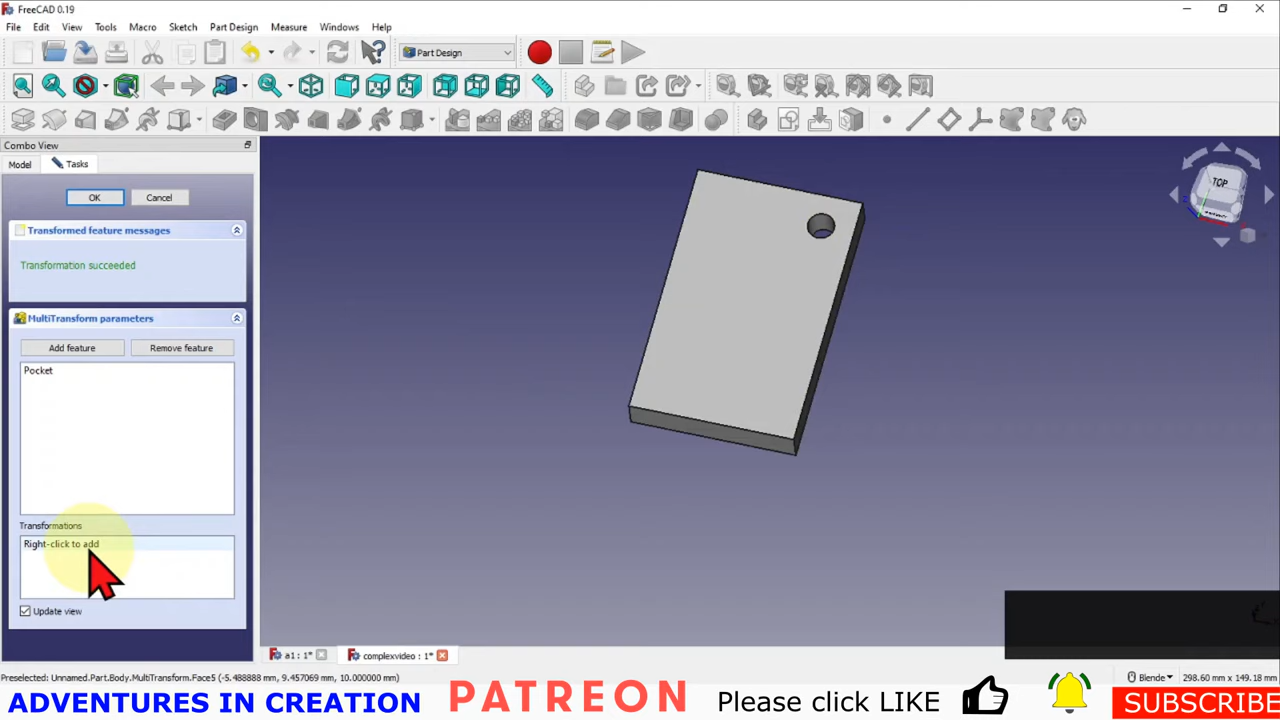 FreeCAD 0.19
File Edit View Tools Macro Sketch Part Design Measure Windows Help
Part Design
Combo View
Model Tasks
OK Cancel
Transformed feature messages
Transformation succeeded
MultiTransform parameters
Add feature Remove feature
Pocket
Transformations
Right-click to add
Update view
TOP
a1 : 1* complexvideo : 1*
Preselected: Unnamed.Part.Body.MultiTransform.Face5 (-5.488888 mm, 9.457069 mm, 10.000000 mm) Blende 298.60 mm x 149.18 mm
ADVENTURES IN CREATION PATREON Please click LIKE SUBSCRIBE